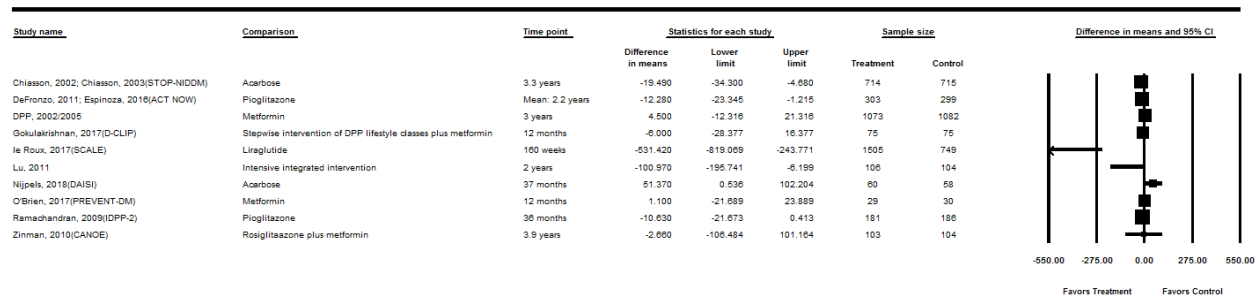 Study name Comparison Time point Statistics for each study Sample size Difference in means and 95% CI
Difference in means Lower limit Upper limit Treatment Control
Chiasson, 2002; Chiasson, 2003(STOP-NIDDM) Acarbose 3.3 years -19.490 -34.300 -4.680 714 715
DeFronzo, 2011; Espinoza, 2016(ACT NOW) Pioglitazone Mean: 2.2 years -12.280 -23.345 -1.215 303 299
DPP, 2002/2005 Metformin 3 years 4.500 -12.316 21.316 1073 1082
Gokulakrishnan, 2017(D-CLIP) Stepwise intervention of DPP lifestyle classes plus metformin 12 months -6.000 -28.377 16.377 75 75
le Roux, 2017(SCALE) Liraglutide 160 weeks -531.420 -819.069 -243.771 1505 749
Lu, 2011 Intensive integrated intervention 2 years -100.970 -195.741 -6.199 106 104
Nijpels, 2018(DAISI) Acarbose 37 months 51.370 0.536 102.204 60 58
O'Brien, 2017(PREVENT-DM) Metformin 12 months 1.100 -21.689 23.889 29 30
Ramachandran, 2009(IDPP-2) Pioglitazone 36 months -10.630 -21.673 0.413 181 186
Zinman, 2010(CANOE) Rosiglitaazone plus metformin 3.9 years -2.660 -106.484 101.164 103 104
-550.00 -275.00 0.00 275.00 550.00
Favors Treatment Favors Control